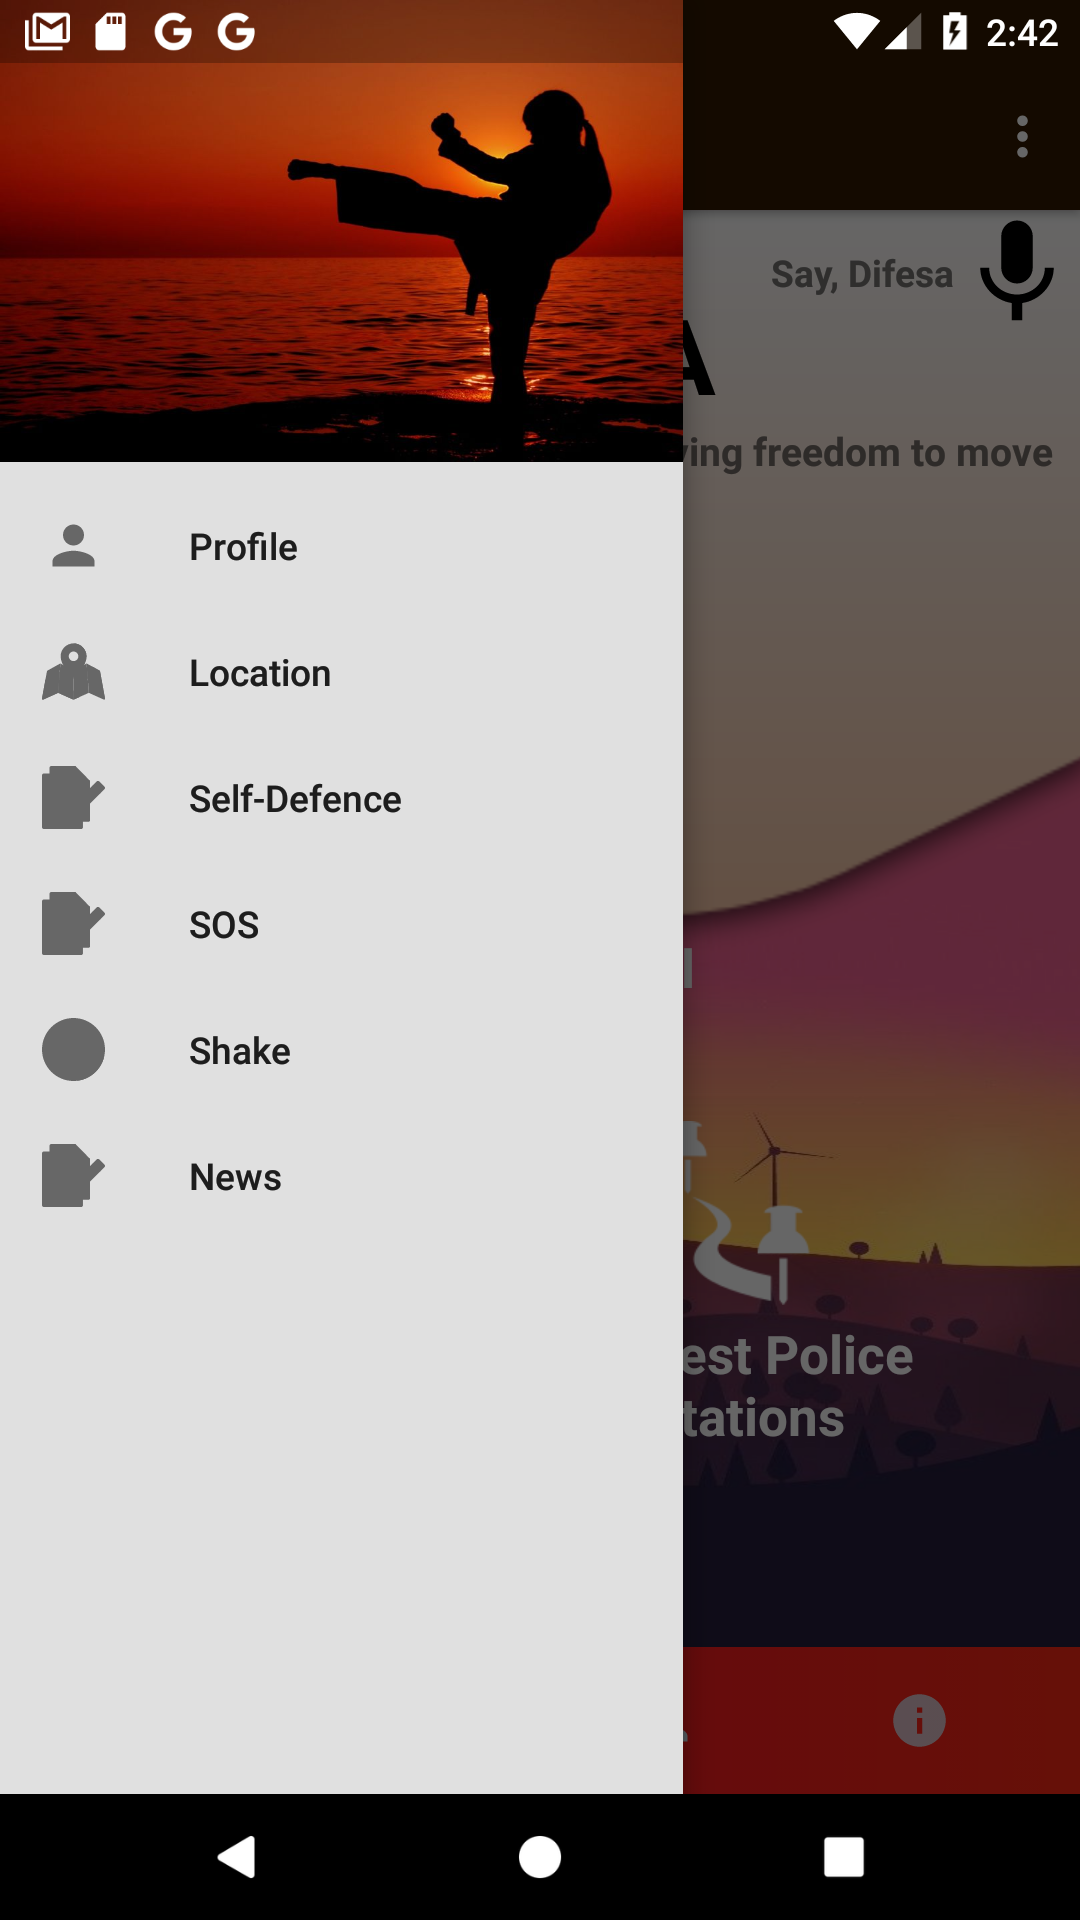 2:42
Say, Difesa
A
ing freedom to move
Profile
Location
Self-Defence
SOS
Shake
News
est Police
tations